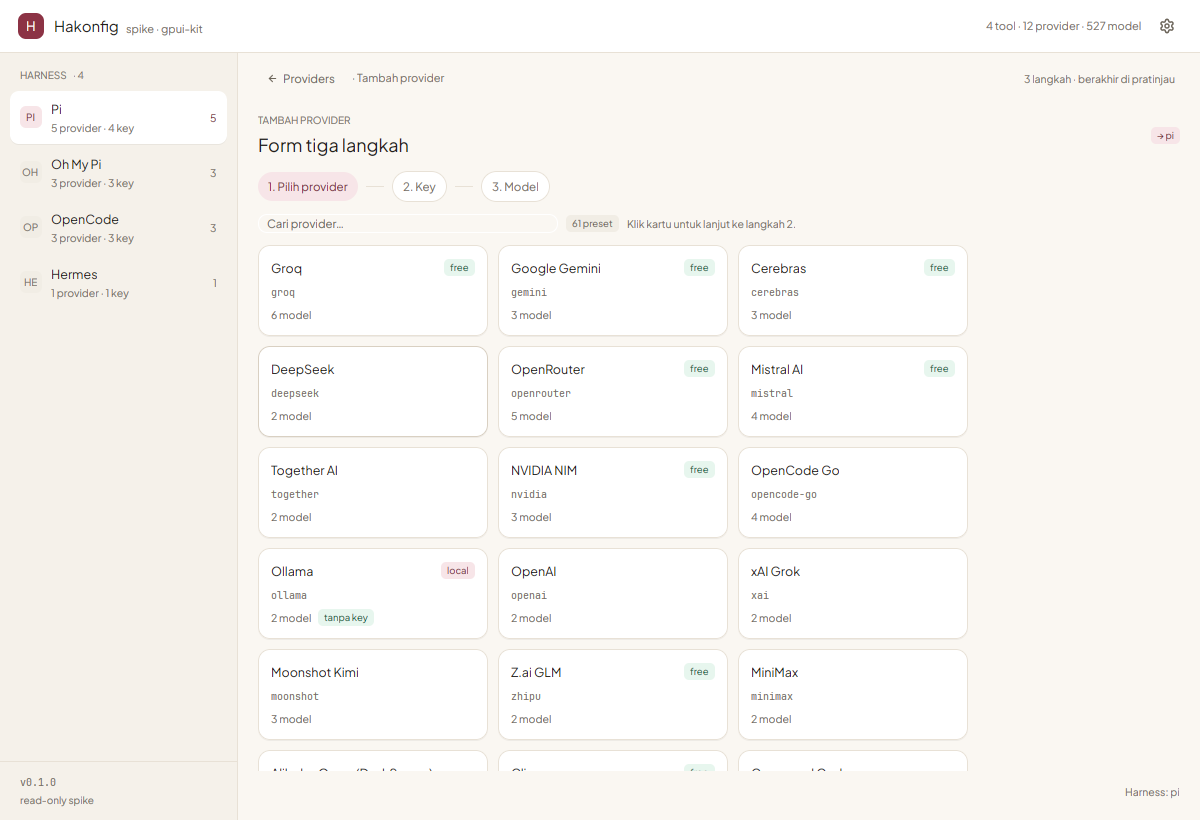 H Hakonfig spike · gpui-kit
4 tool · 12 provider · 527 model
HARNESS · 4
PI Pi 5
5 provider · 4 key
OH Oh My Pi 3
3 provider · 3 key
OP OpenCode 3
3 provider · 3 key
HE Hermes 1
1 provider · 1 key
v0.1.0
read-only spike
← Providers · Tambah provider
3 langkah · berakhir di pratinjau
TAMBAH PROVIDER
Form tiga langkah
→ pi
1. Pilih provider
2. Key
3. Model
Cari provider…
61 preset
Klik kartu untuk lanjut ke langkah 2.
Groq free
groq
6 model
Google Gemini free
gemini
3 model
Cerebras free
cerebras
3 model
DeepSeek
deepseek
2 model
OpenRouter free
openrouter
5 model
Mistral AI free
mistral
4 model
Together AI
together
2 model
NVIDIA NIM free
nvidia
3 model
OpenCode Go
opencode-go
4 model
Ollama local
ollama
2 model tanpa key
OpenAI
openai
2 model
xAI Grok
xai
2 model
Moonshot Kimi
moonshot
3 model
Z.ai GLM free
zhipu
2 model
MiniMax
minimax
2 model
Harness: pi